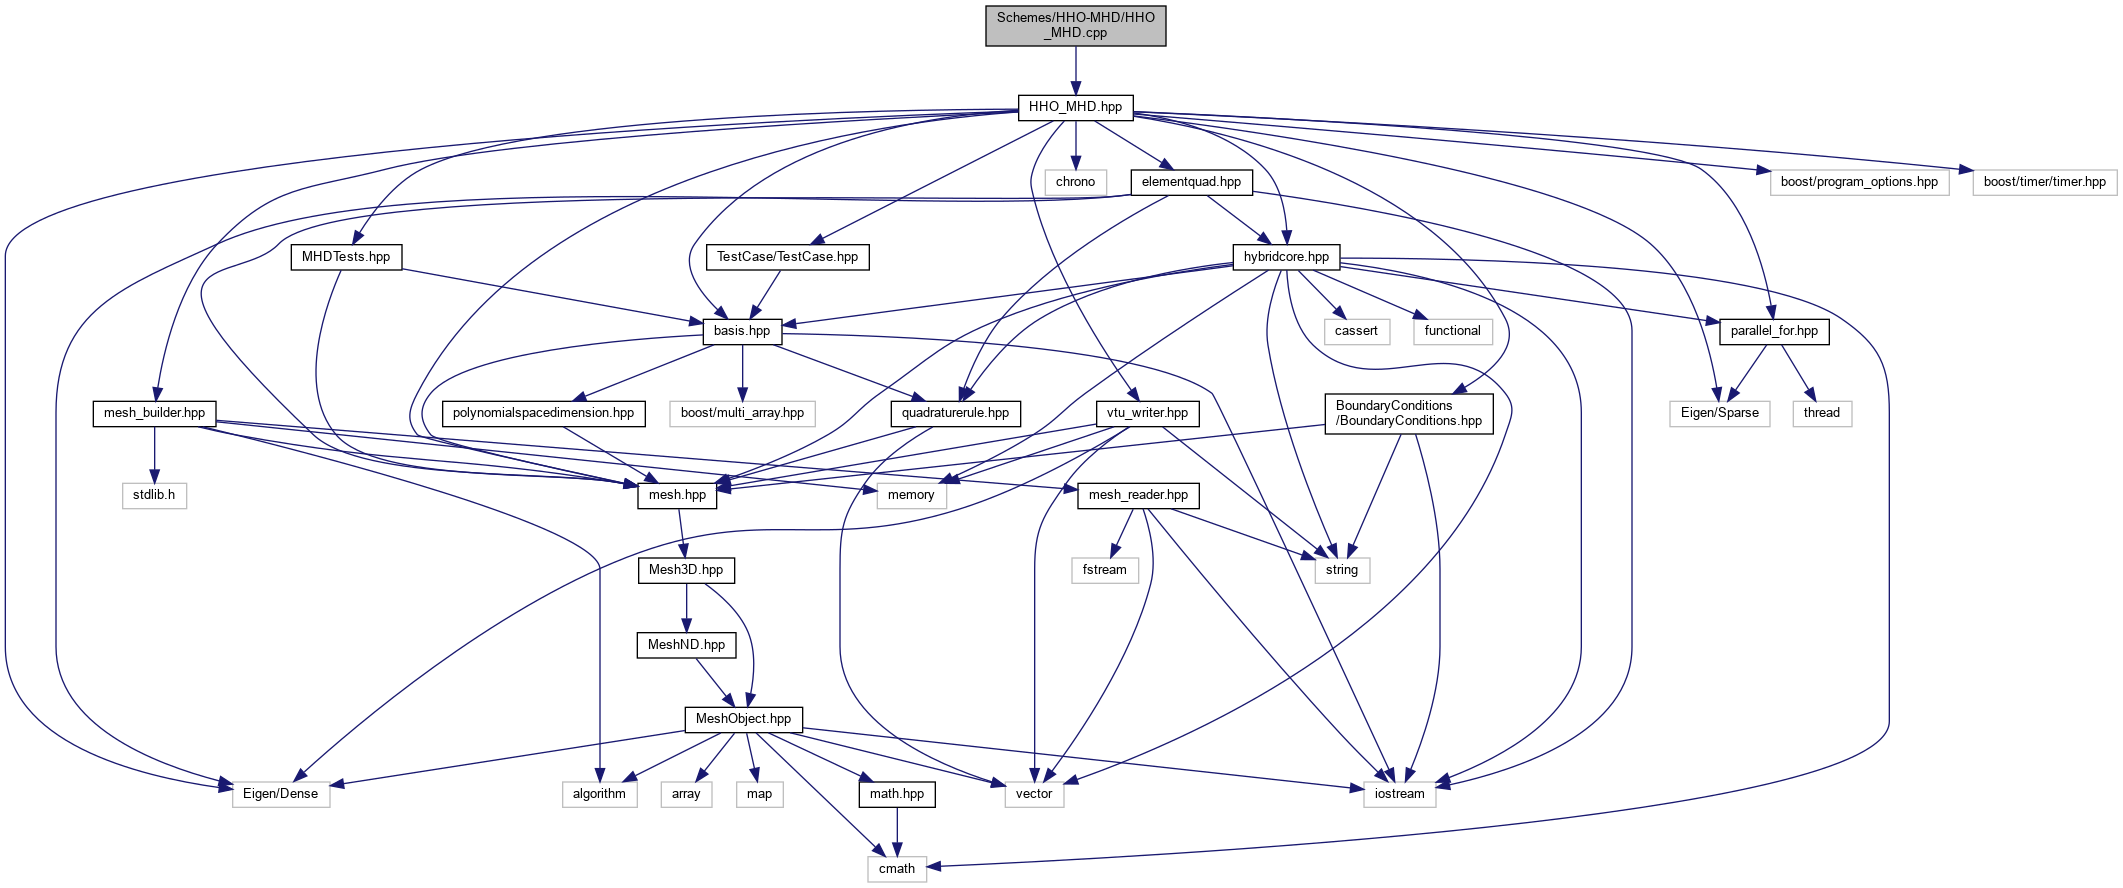 Schemes/HHO-MHD/HHO
_MHD.cpp
HHO_MHD.hpp
chrono
elementquad.hpp
boost/program_options.hpp
boost/timer/timer.hpp
MHDTests.hpp
TestCase/TestCase.hpp
hybridcore.hpp
basis.hpp
cassert
functional
parallel_for.hpp
mesh_builder.hpp
polynomialspacedimension.hpp
boost/multi_array.hpp
quadraturerule.hpp
vtu_writer.hpp
BoundaryConditions
/BoundaryConditions.hpp
Eigen/Sparse
thread
stdlib.h
mesh.hpp
memory
mesh_reader.hpp
Mesh3D.hpp
fstream
string
MeshND.hpp
MeshObject.hpp
Eigen/Dense
algorithm
array
map
math.hpp
vector
iostream
cmath